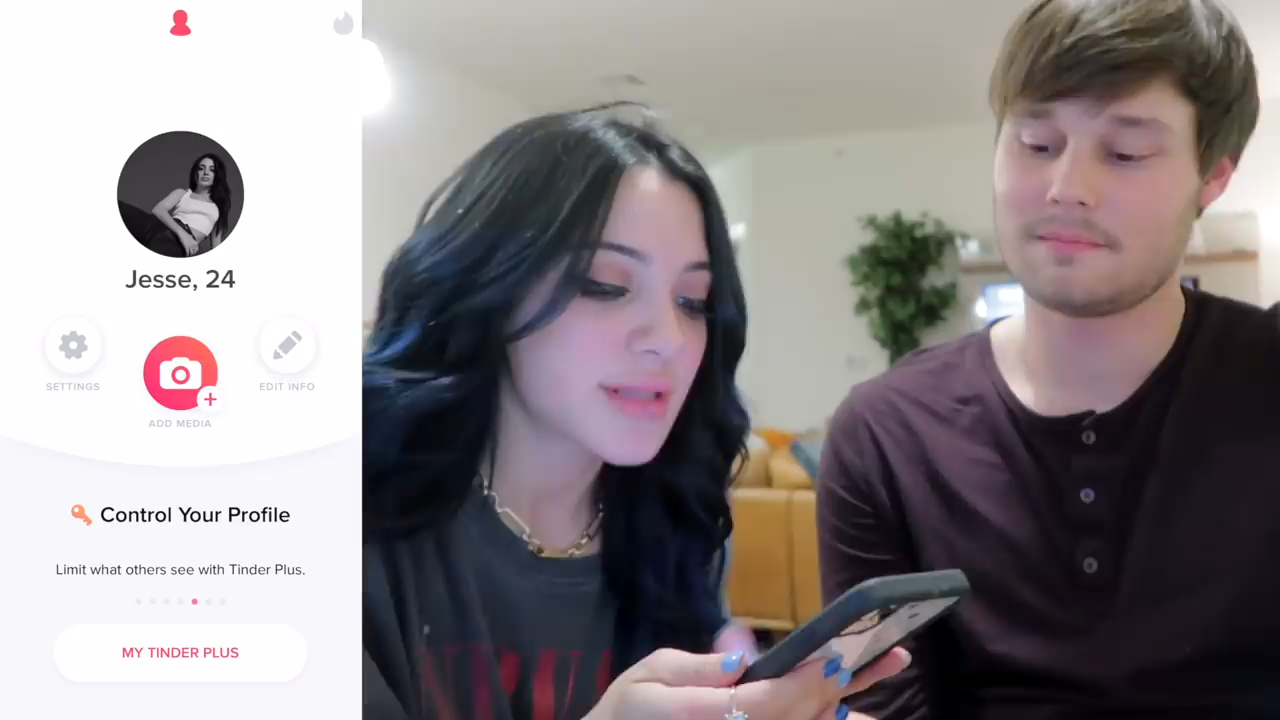 Jesse, 24
SETTINGS
EDIT INFO
ADD MEDIA
Control Your Profile
Limit what others see with Tinder Plus.
MY TINDER PLUS